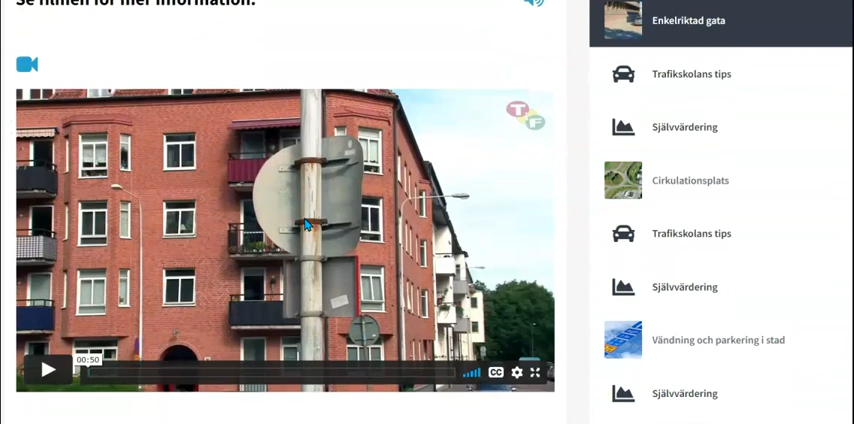 Se filmen för mer information.
T
F
00:50
CC
Enkelriktad gata
Trafikskolans tips
Självvärdering
Cirkulationsplats
Trafikskolans tips
Självvärdering
Vändning och parkering i stad
Självvärdering